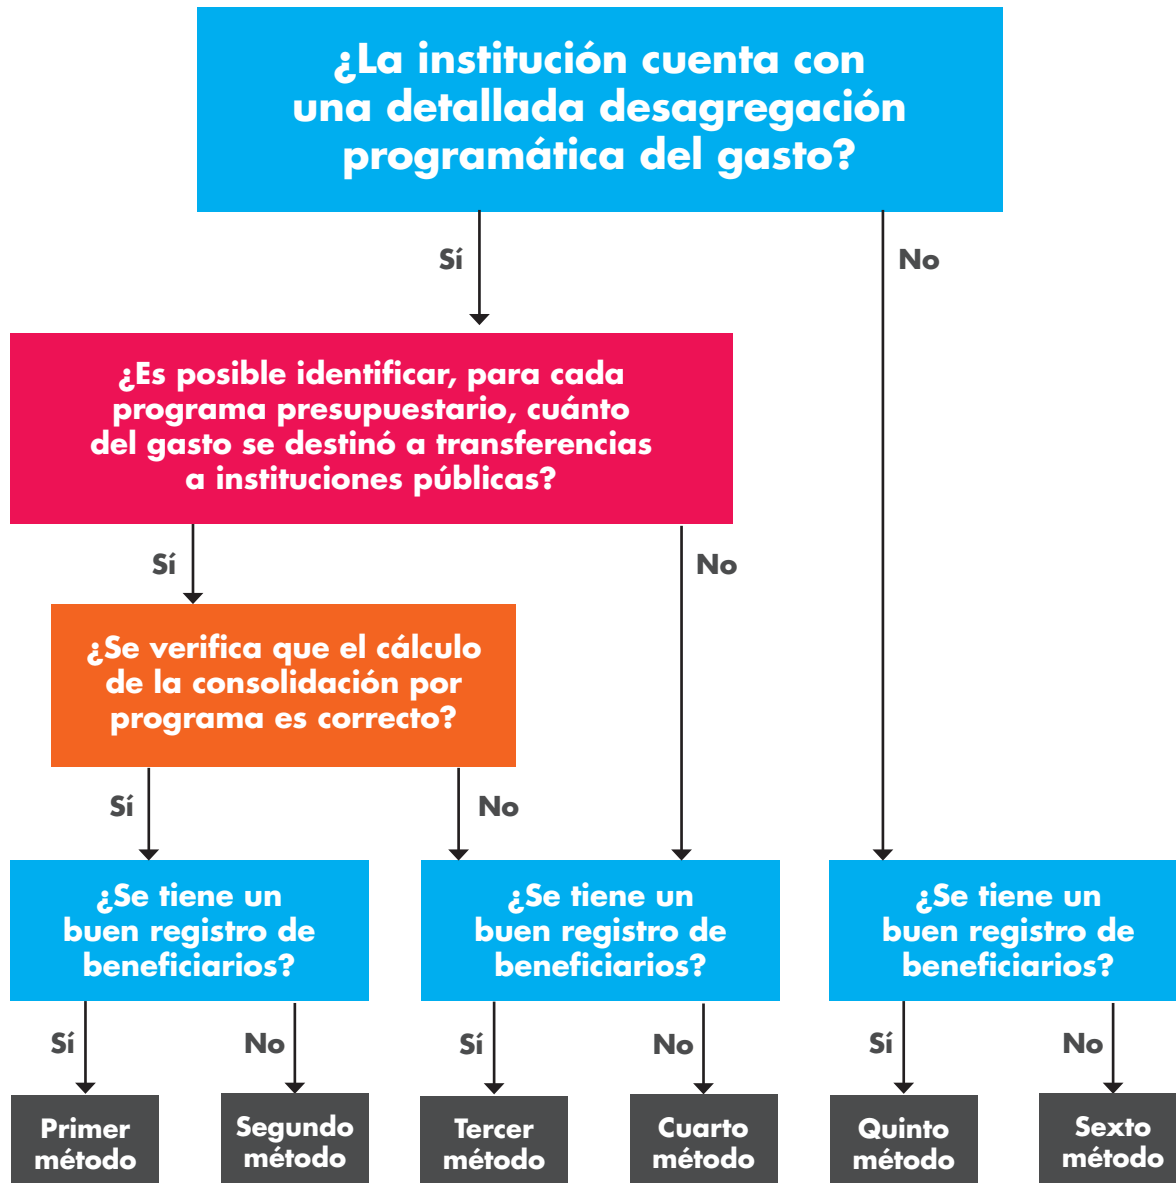 ¿La institución cuenta con
una detallada desagregación
programática del gasto?
Sí
No
¿Es posible identificar, para cada
programa presupuestario, cuánto
del gasto se destinó a transferencias
a instituciones públicas?
Sí
No
¿Se verifica que el cálculo
de la consolidación por
programa es correcto?
Sí
No
¿Se tiene un
buen registro de
beneficiarios?
¿Se tiene un
buen registro de
beneficiarios?
¿Se tiene un
buen registro de
beneficiarios?
Sí
No
Sí
No
Sí
No
Primer
método
Segundo
método
Tercer
método
Cuarto
método
Quinto
método
Sexto
método